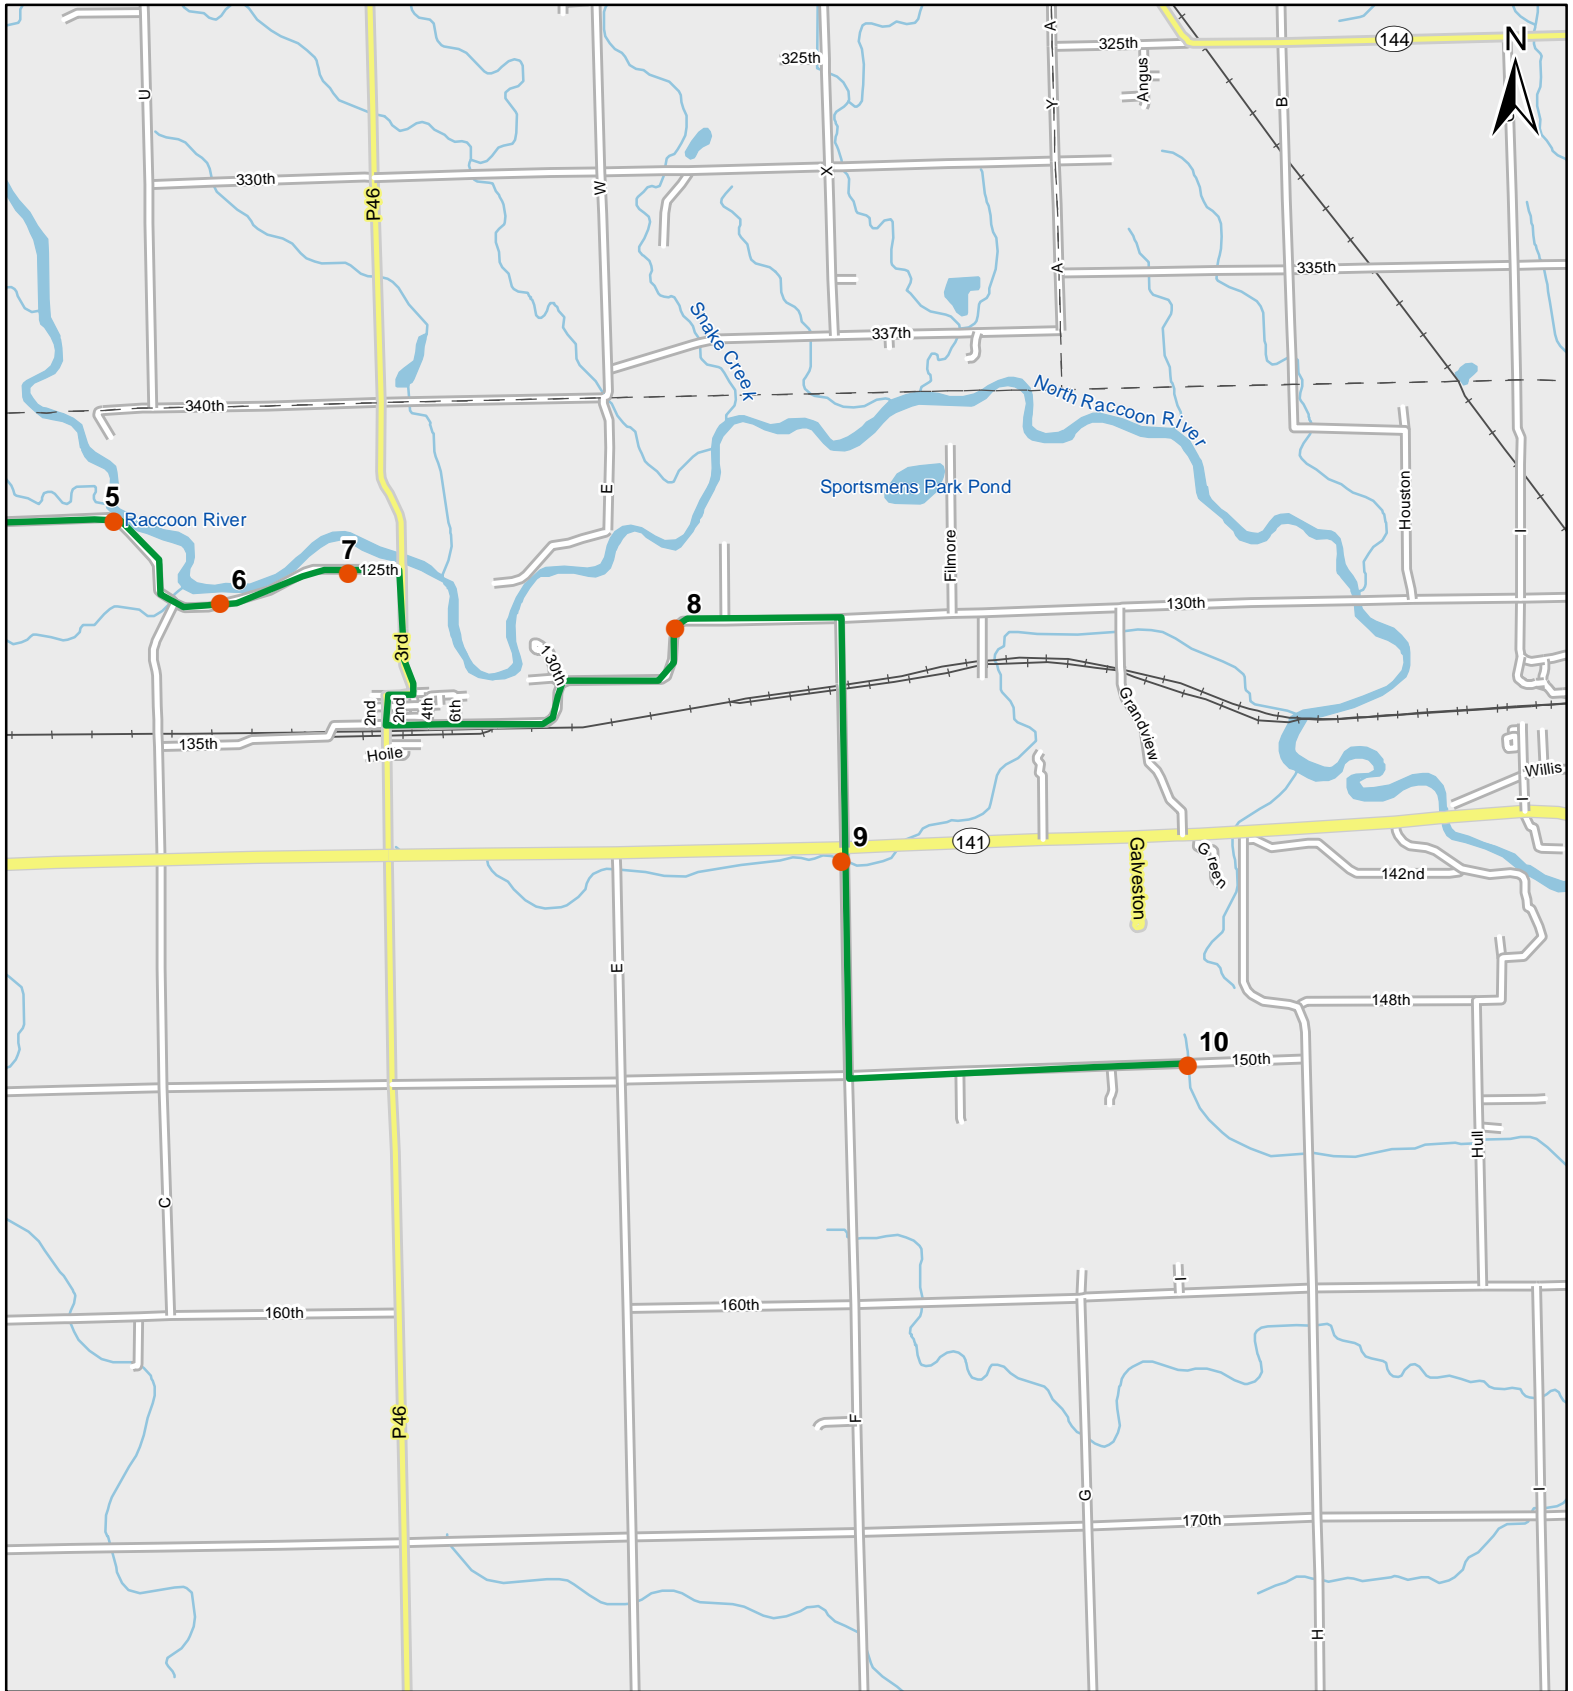 A
325th
144
N
325th
Angus
U
Y
B
330th
X
W
P46
A
335th
Snake Creek
337th
North Raccoon River
340th
E
Sportsmens Park Pond
Houston
5
Raccoon River
I
7
125th
Filmore
6
8
130th
3rd
130th
2nd
2nd
4th
6th
Grandview
135th
Hoile
Willis
I
9
141
Galveston
Green
142nd
E
148th
10
150th
Hull
C
I
160th
160th
P46
F
G
I
170th
H